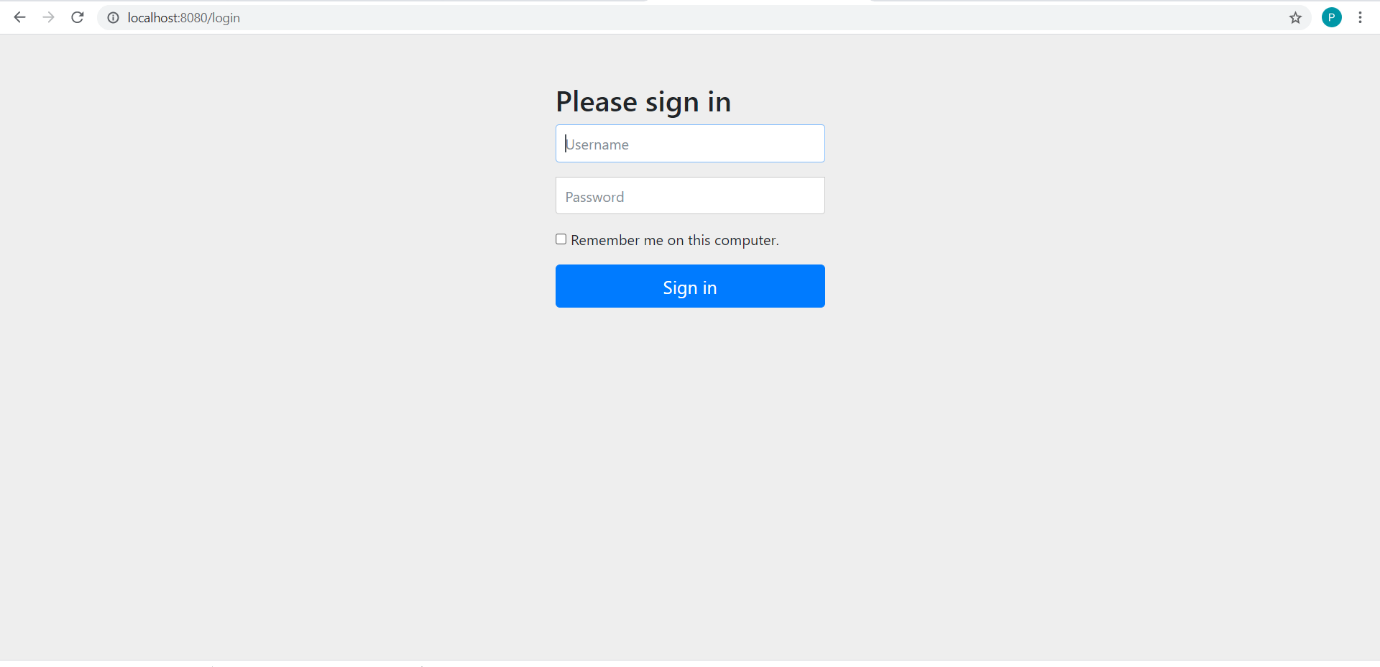 localhost:8080/login
P
Please sign in
Username
Password
Remember me on this computer.
Sign in